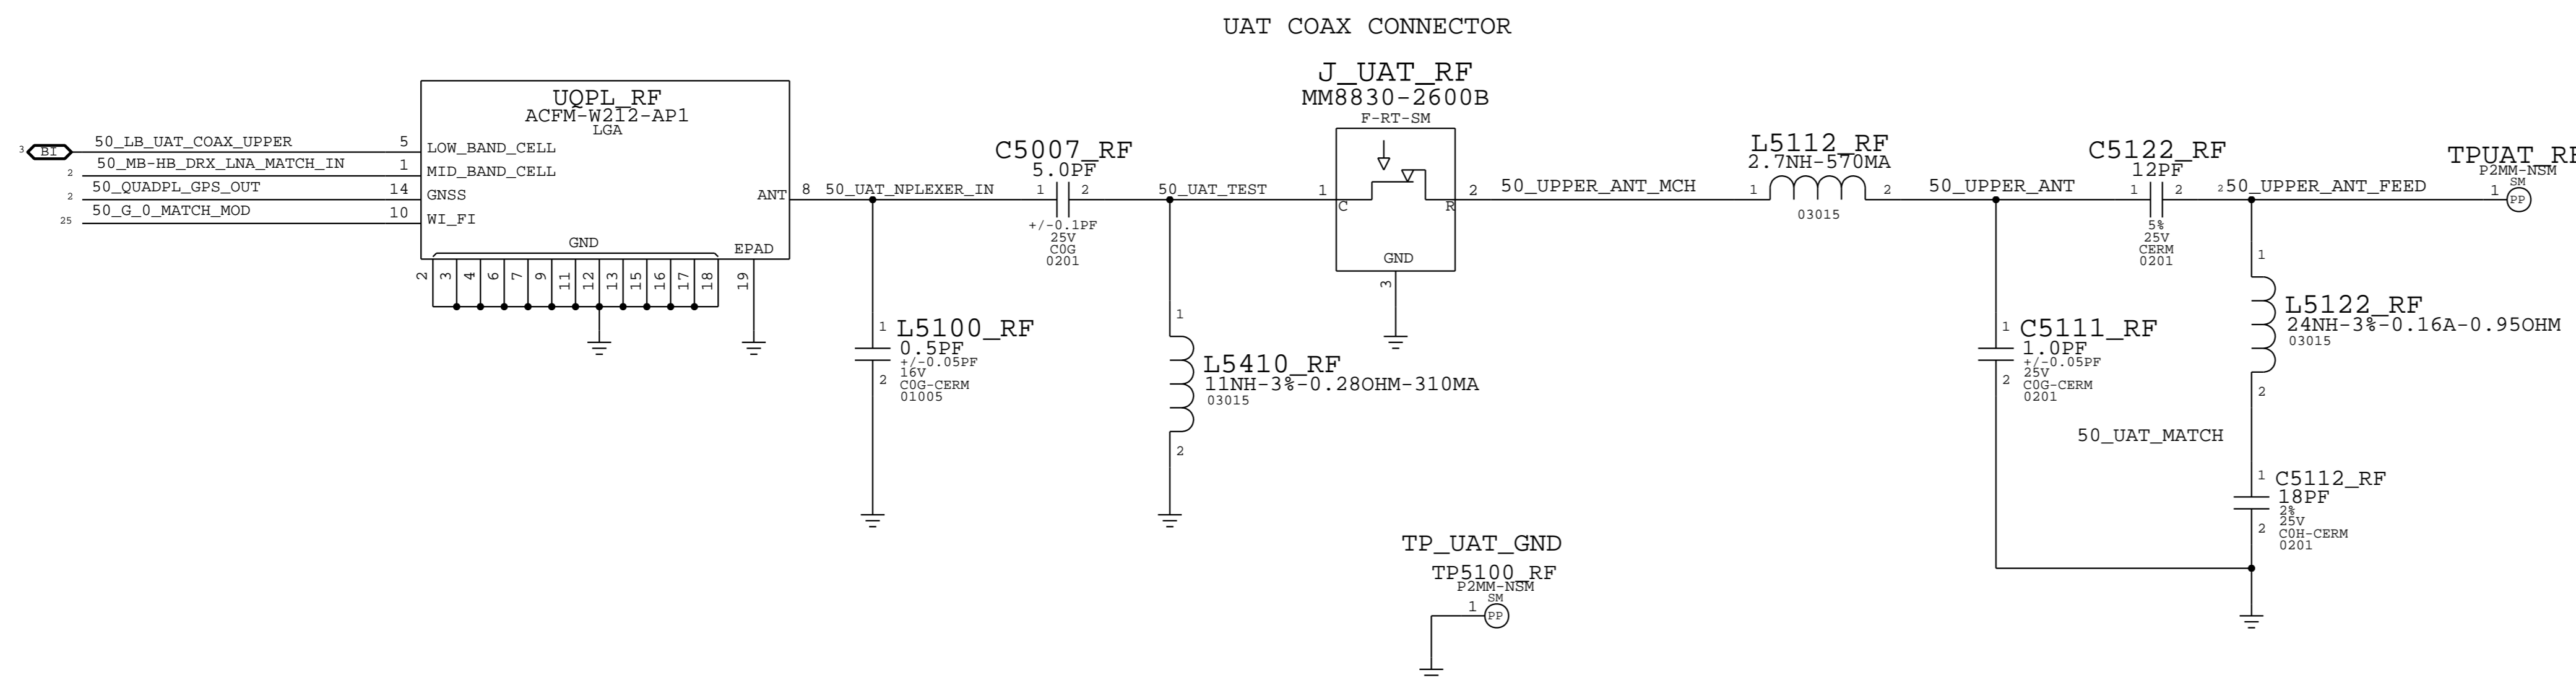 UAT COAX CONNECTOR
J_UAT_RF
MM8830-2600B
F-RT-SM
C
R
GND
1
2
3
UQPL_RF
ACFM-W212-AP1
LGA
3 BI 50_LB_UAT_COAX_UPPER 5 LOW_BAND_CELL
2 50_MB-HB_DRX_LNA_MATCH_IN 1 MID_BAND_CELL
2 50_QUADPL_GPS_OUT 14 GNSS
25 50_G_0_MATCH_MOD 10 WI_FI
ANT 8 50_UAT_NPLEXER_IN
GND
EPAD
2 3 4 6 7 9 11 12 13 15 16 17 18 19
C5007_RF
5.0PF
1 2
+/-0.1PF
25V
C0G
0201
50_UAT_TEST
1 L5100_RF
0.5PF
+/-0.05PF
16V
2 C0G-CERM
01005
1
L5410_RF
11NH-3%-0.28OHM-310MA
03015
2
50_UPPER_ANT_MCH
L5112_RF
2.7NH-570MA
1 2
03015
50_UPPER_ANT
C5122_RF
12PF
1 2
5%
25V
CERM
0201
2 50_UPPER_ANT_FEED
TPUAT_RF
P2MM-NSM
SM
1 PP
1 C5111_RF
1.0PF
+/-0.05PF
25V
2 C0G-CERM
0201
1
L5122_RF
24NH-3%-0.16A-0.95OHM
03015
2
50_UAT_MATCH
1 C5112_RF
18PF
2%
25V
2 C0H-CERM
0201
TP_UAT_GND
TP5100_RF
P2MM-NSM
SM
1 PP